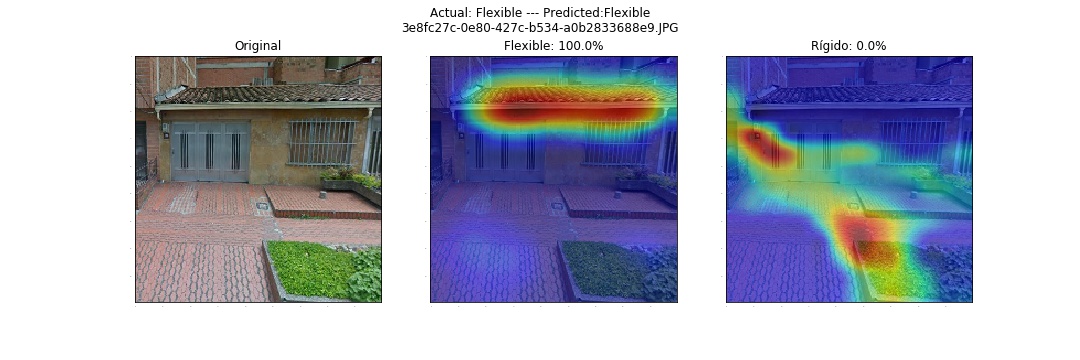 Actual: Flexible --- Predicted:Flexible
3e8fc27c-0e80-427c-b534-a0b2833688e9.JPG
Original
Flexible: 100.0%
Rígido: 0.0%